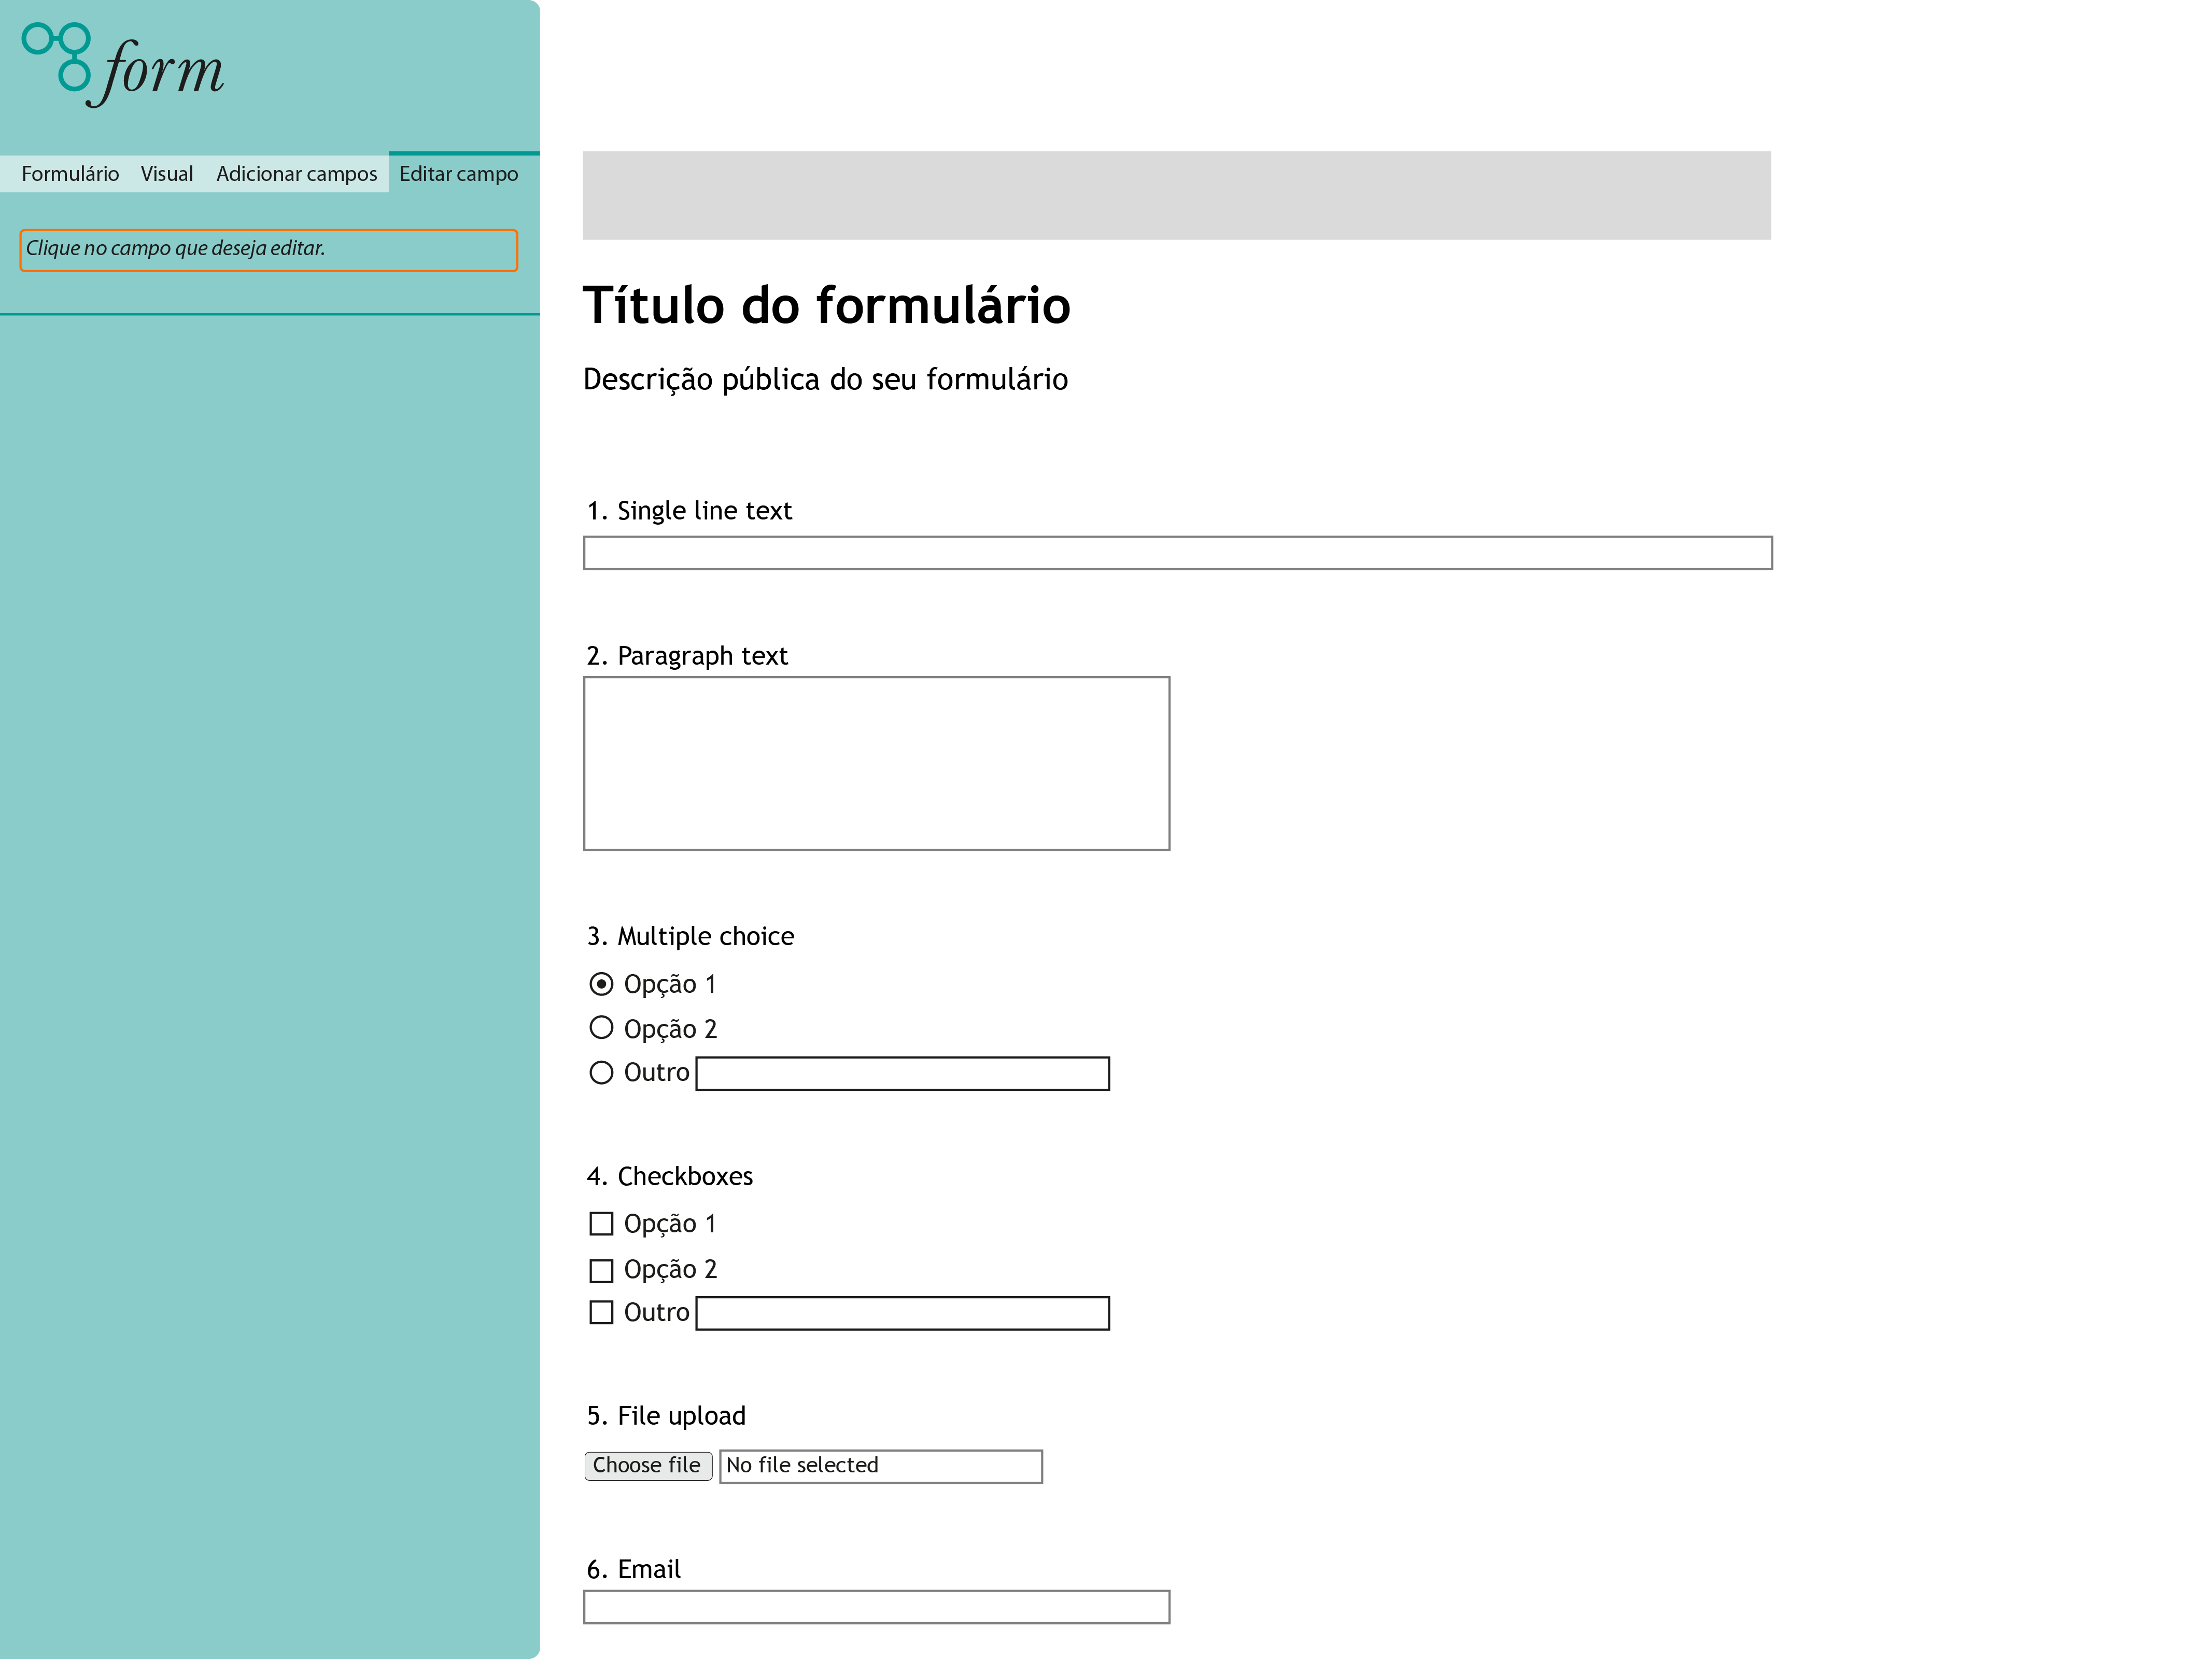 form
Formulário Visual Adicionar campos Editar campo
Clique no campo que deseja editar.
Título do formulário
Descrição pública do seu formulário
1. Single line text
2. Paragraph text
3. Multiple choice
Opção 1
Opção 2
Outro
4. Checkboxes
Opção 1
Opção 2
Outro
5. File upload
Choose file No file selected
6. Email